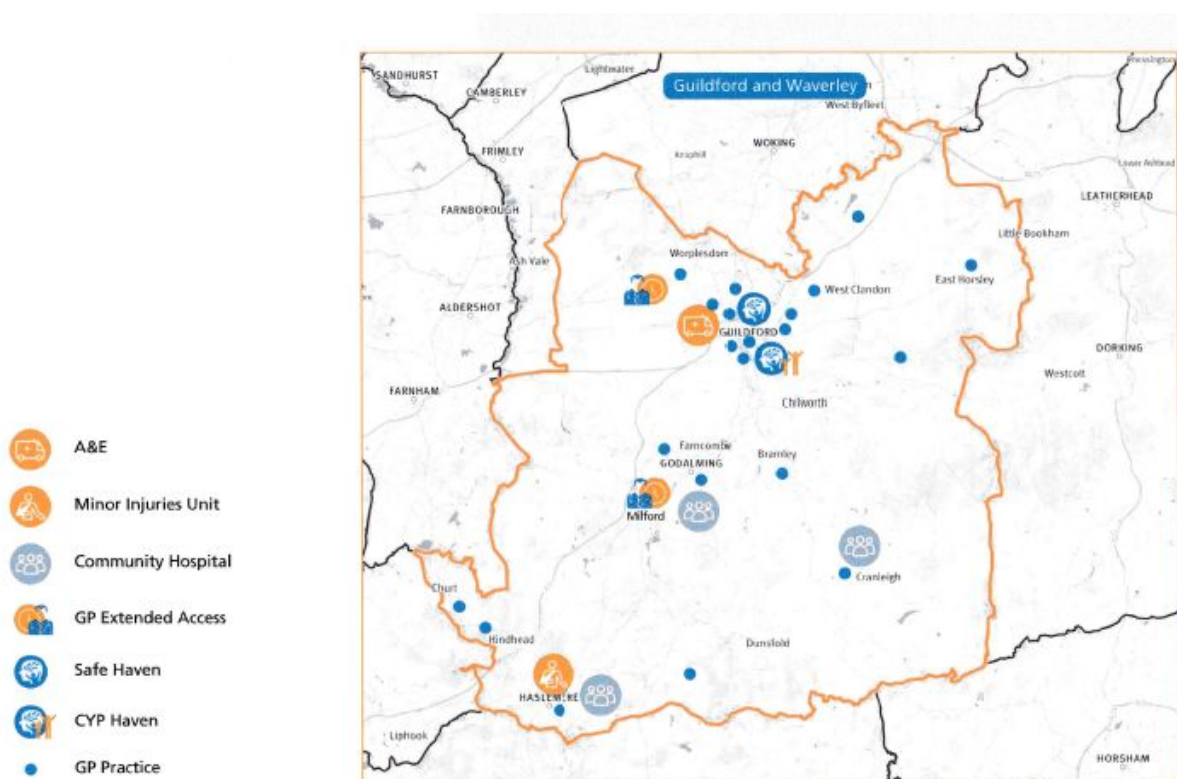 Lightwater
SANDHURST
CAMBERLEY
Guildford and Waverley
West Byfleet
WOKING
Knaphill
FRIMLEY
LEATHERHEAD
FARNBOROUGH
Little Bookham
Ash Vale
Worplesdon
East Horsley
West Clandon
ALDERSHOT
GUILDFORD
DORKING
Westcott
FARNHAM
Chilworth
Farncombe
Bramley
GODALMING
Milford
Cranleigh
Churt
Hindhead
Dunsfold
HASLEMERE
Liphook
HORSHAM
A&E
Minor Injuries Unit
Community Hospital
GP Extended Access
Safe Haven
CYP Haven
GP Practice